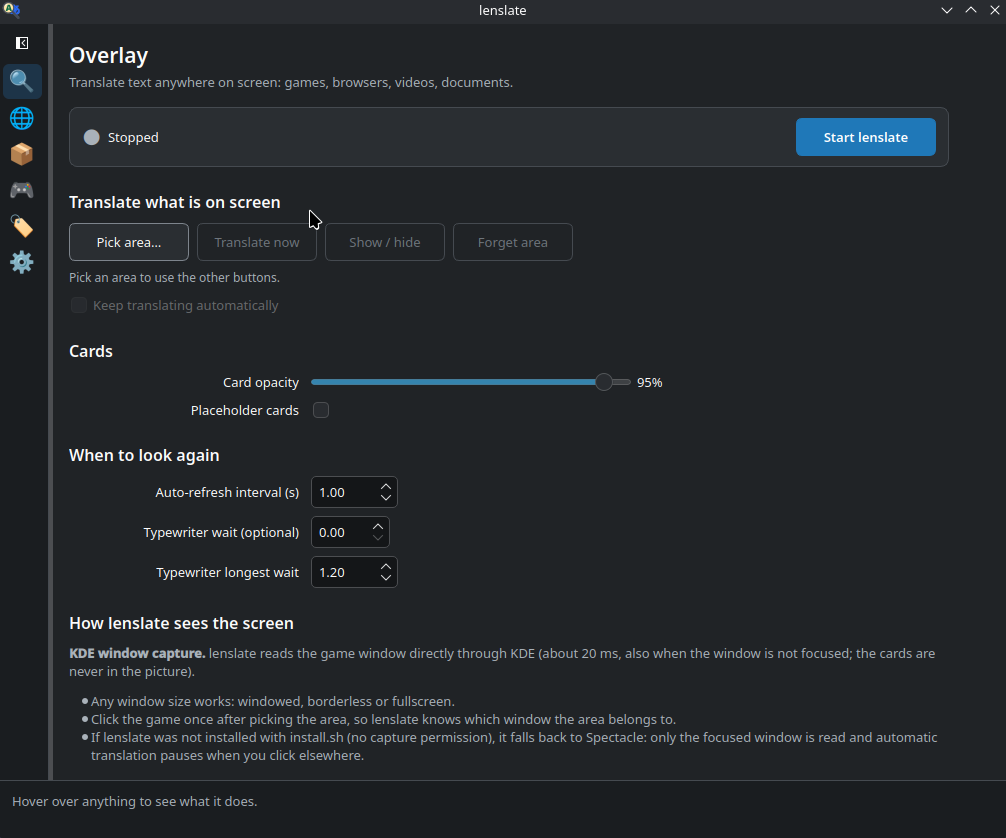 lenslate
Overlay
Translate text anywhere on screen: games, browsers, videos, documents.
Stopped
Start lenslate
Translate what is on screen
Pick area...
Translate now
Show / hide
Forget area
Pick an area to use the other buttons.
Keep translating automatically
Cards
Card opacity
95%
Placeholder cards
When to look again
Auto-refresh interval (s)
1.00
Typewriter wait (optional)
0.00
Typewriter longest wait
1.20
How lenslate sees the screen
KDE window capture. lenslate reads the game window directly through KDE (about 20 ms, also when the window is not focused; the cards are
never in the picture).
Any window size works: windowed, borderless or fullscreen.
Click the game once after picking the area, so lenslate knows which window the area belongs to.
If lenslate was not installed with install.sh (no capture permission), it falls back to Spectacle: only the focused window is read and automatic
translation pauses when you click elsewhere.
Hover over anything to see what it does.